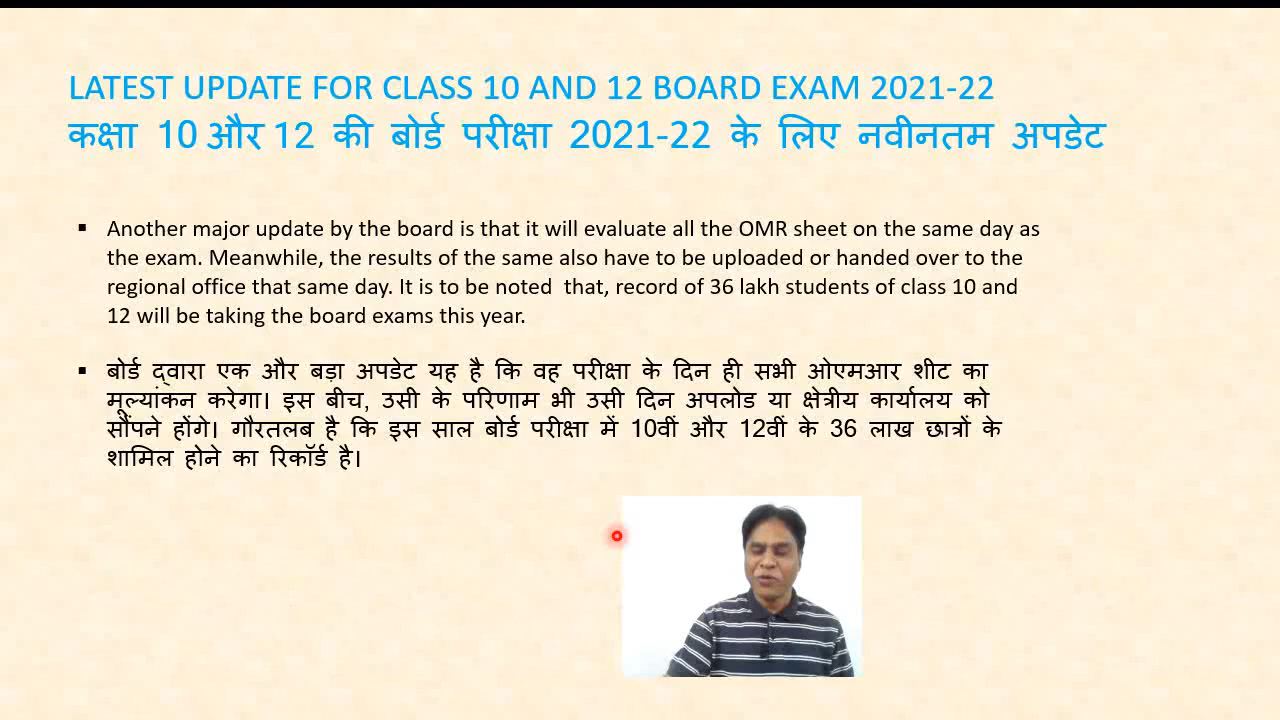 LATEST UPDATE FOR CLASS 10 AND 12 BOARD EXAM 2021-22
कक्षा 10 और 12 की बोर्ड परीक्षा 2021-22 के लिए नवीनतम अपडेट
▪ Another major update by the board is that it will evaluate all the OMR sheet on the same day as
the exam. Meanwhile, the results of the same also have to be uploaded or handed over to the
regional office that same day. It is to be noted that, record of 36 lakh students of class 10 and
12 will be taking the board exams this year.
▪ बोर्ड द्वारा एक और बड़ा अपडेट यह है कि वह परीक्षा के दिन ही सभी ओएमआर शीट का
मूल्यांकन करेगा। इस बीच, उसी के परिणाम भी उसी दिन अपलोड या क्षेत्रीय कार्यालय को
सौंपने होंगे। गौरतलब है कि इस साल बोर्ड परीक्षा में 10वीं और 12वीं के 36 लाख छात्रों के
शामिल होने का रिकॉर्ड है।